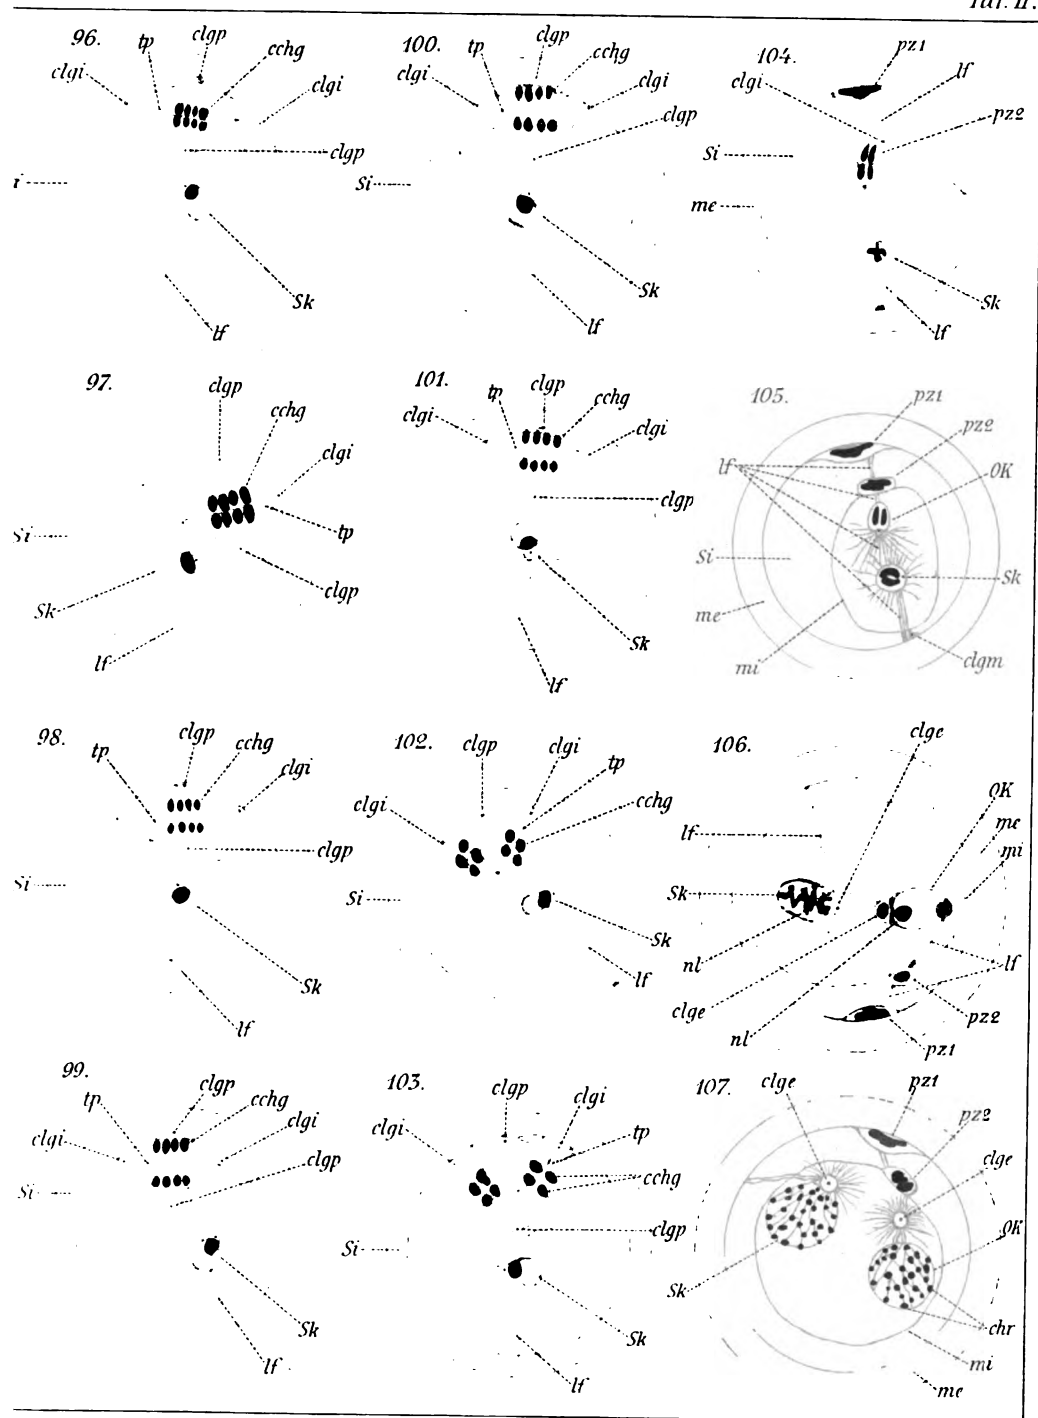 Taf. II.
96.
tp
clgp
cchg
clgi
clgi
clgp
Sk
lf
100.
tp
clgp
cchg
clgi
clgi
clgp
Si
Sk
lf
104.
pz1
lf
clgi
pz2
Si
me
Sk
lf
97.
clgp
cchg
clgi
tp
Si
clgp
Sk
lf
101.
tp
clgp
cchg
clgi
clgi
clgp
Sk
lf
105.
pz1
pz2
lf
OK
Si
Sk
me
mi
clgm
98.
tp
clgp
cchg
clgi
clgp
Si
Sk
lf
102.
clgp
clgi
tp
clgi
cchg
Si
Sk
lf
106.
clge
OK
lf
me
mi
Sk
nl
lf
clge
pz2
nl
pz1
99.
tp
clgp
cchg
clgi
clgi
clgp
Si
Sk
lf
103.
clgp
clgi
clgi
tp
cchg
clgp
Si
Sk
lf
107.
clge
pz1
pz2
clge
OK
Sk
chr
mi
me